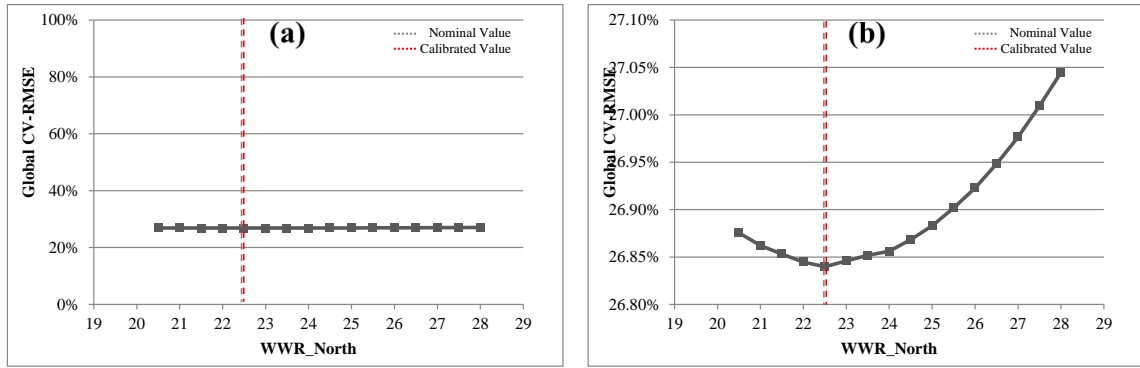 (a)
Nominal Value
Calibrated Value
Global CV-RMSE
100%
80%
60%
40%
20%
0%
19 20 21 22 23 24 25 26 27 28 29
WWR_North
(b)
Nominal Value
Calibrated Value
Global CV-RMSE
27.10%
27.05%
27.00%
26.95%
26.90%
26.85%
26.80%
19 20 21 22 23 24 25 26 27 28 29
WWR_North